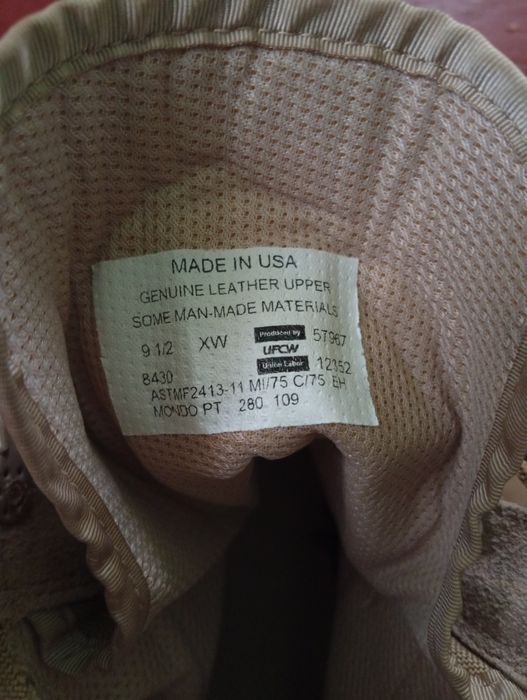 MADE IN USA
GENUINE LEATHER UPPER
SOME MAN-MADE MATERIALS
9 1/2 XW Produced by UFCW Union Labor 57967
8430 12352
ASTMF2413-11 MI/75 C/75 EH
MONDO PT 280 109